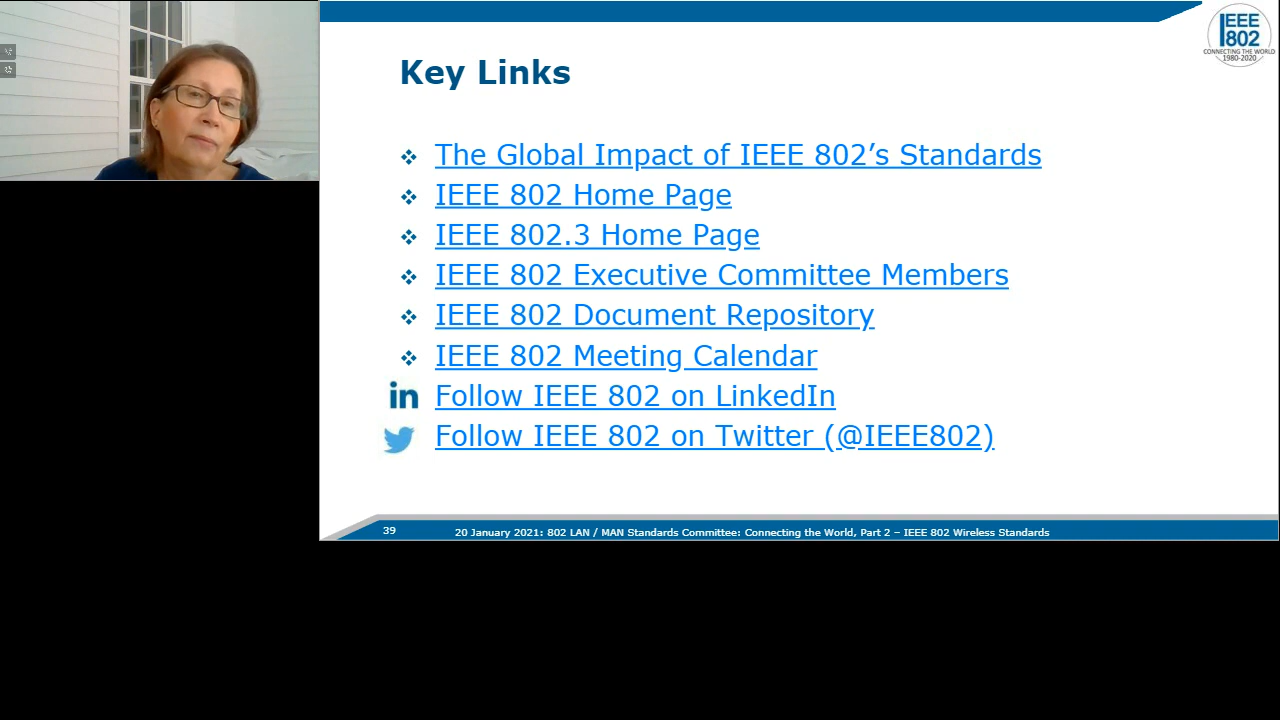 IEEE
802
CONNECTING THE WORLD
1980-2020
Key Links
The Global Impact of IEEE 802’s Standards
IEEE 802 Home Page
IEEE 802.3 Home Page
IEEE 802 Executive Committee Members
IEEE 802 Document Repository
IEEE 802 Meeting Calendar
in Follow IEEE 802 on LinkedIn
Follow IEEE 802 on Twitter (@IEEE802)
39 20 January 2021: 802 LAN / MAN Standards Committee: Connecting the World, Part 2 – IEEE 802 Wireless Standards